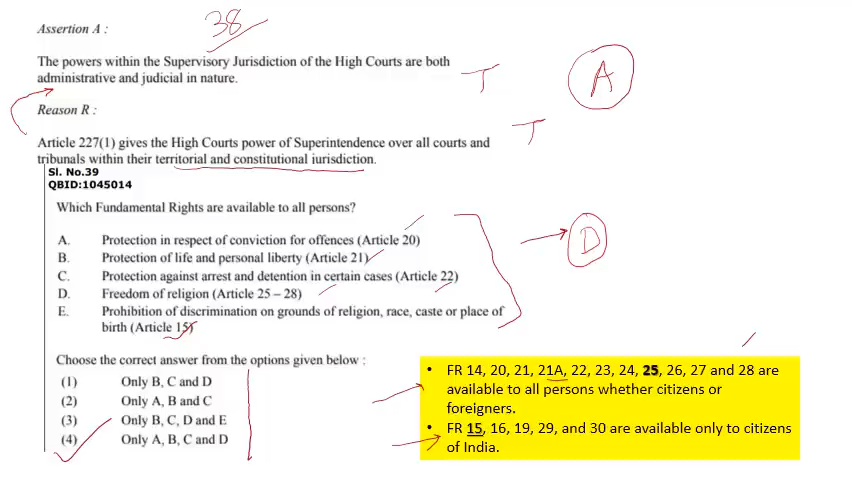 38
Assertion A :
The powers within the Supervisory Jurisdiction of the High Courts are both
administrative and judicial in nature.
T
A
Reason R :
T
Article 227(1) gives the High Courts power of Superintendence over all courts and
tribunals within their territorial and constitutional jurisdiction.
Sl. No.39
QBID:1045014
Which Fundamental Rights are available to all persons?
A. Protection in respect of conviction for offences (Article 20)
B. Protection of life and personal liberty (Article 21)
C. Protection against arrest and detention in certain cases (Article 22)
D. Freedom of religion (Article 25 – 28)
E. Prohibition of discrimination on grounds of religion, race, caste or place of
birth (Article 15)
D
Choose the correct answer from the options given below :
(1) Only B, C and D
(2) Only A, B and C
(3) Only B, C, D and E
(4) Only A, B, C and D
• FR 14, 20, 21, 21A, 22, 23, 24, 25, 26, 27 and 28 are
available to all persons whether citizens or
foreigners.
• FR 15, 16, 19, 29, and 30 are available only to citizens
of India.